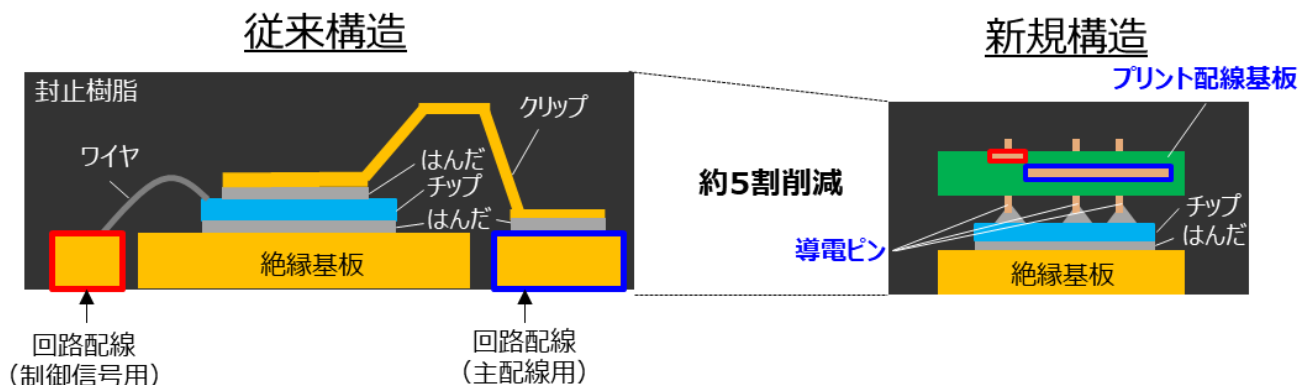 従来構造
封止樹脂
ワイヤ
はんだ
チップ
はんだ
クリップ
絶縁基板
回路配線
(制御信号用)
回路配線
(主配線用)
約5割削減
新規構造
プリント配線基板
チップ
はんだ
導電ピン
絶縁基板